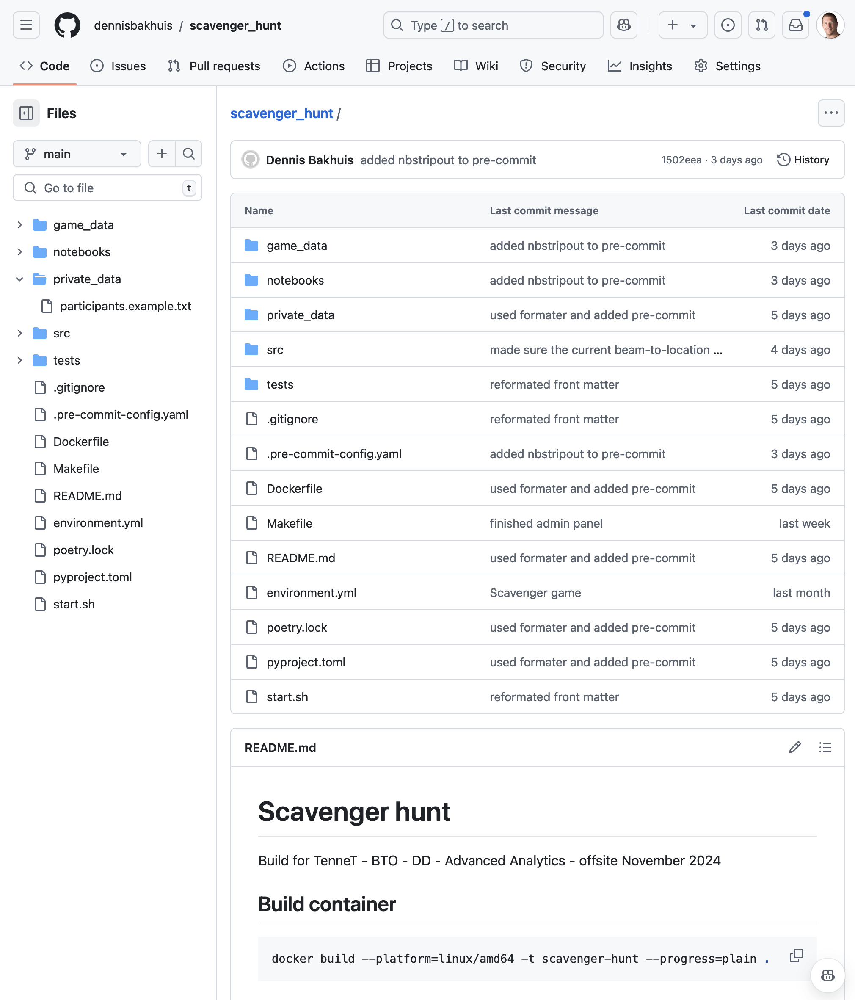 dennisbakhuis / scavenger_hunt
Type / to search
Code
Issues
Pull requests
Actions
Projects
Wiki
Security
Insights
Settings
Files
main
Go to file
t
game_data
notebooks
private_data
participants.example.txt
src
tests
.gitignore
.pre-commit-config.yaml
Dockerfile
Makefile
README.md
environment.yml
poetry.lock
pyproject.toml
start.sh
scavenger_hunt /
Dennis Bakhuis added nbstripout to pre-commit 1502eea · 3 days ago History
Name Last commit message Last commit date
game_data added nbstripout to pre-commit 3 days ago
notebooks added nbstripout to pre-commit 3 days ago
private_data used formater and added pre-commit 5 days ago
src made sure the current beam-to-location ... 4 days ago
tests reformated front matter 5 days ago
.gitignore reformated front matter 5 days ago
.pre-commit-config.yaml added nbstripout to pre-commit 3 days ago
Dockerfile used formater and added pre-commit 5 days ago
Makefile finished admin panel last week
README.md used formater and added pre-commit 5 days ago
environment.yml Scavenger game last month
poetry.lock used formater and added pre-commit 5 days ago
pyproject.toml used formater and added pre-commit 5 days ago
start.sh reformated front matter 5 days ago
README.md
Scavenger hunt
Build for TenneT - BTO - DD - Advanced Analytics - offsite November 2024
Build container
docker build --platform=linux/amd64 -t scavenger-hunt --progress=plain .